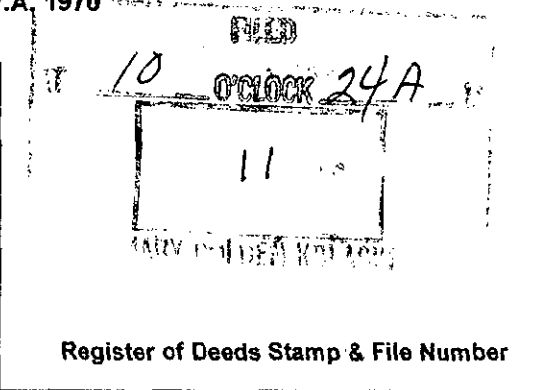 .A. 1970
FILED
10 O'CLOCK 24 A
11
Register of Deeds Stamp & File Number